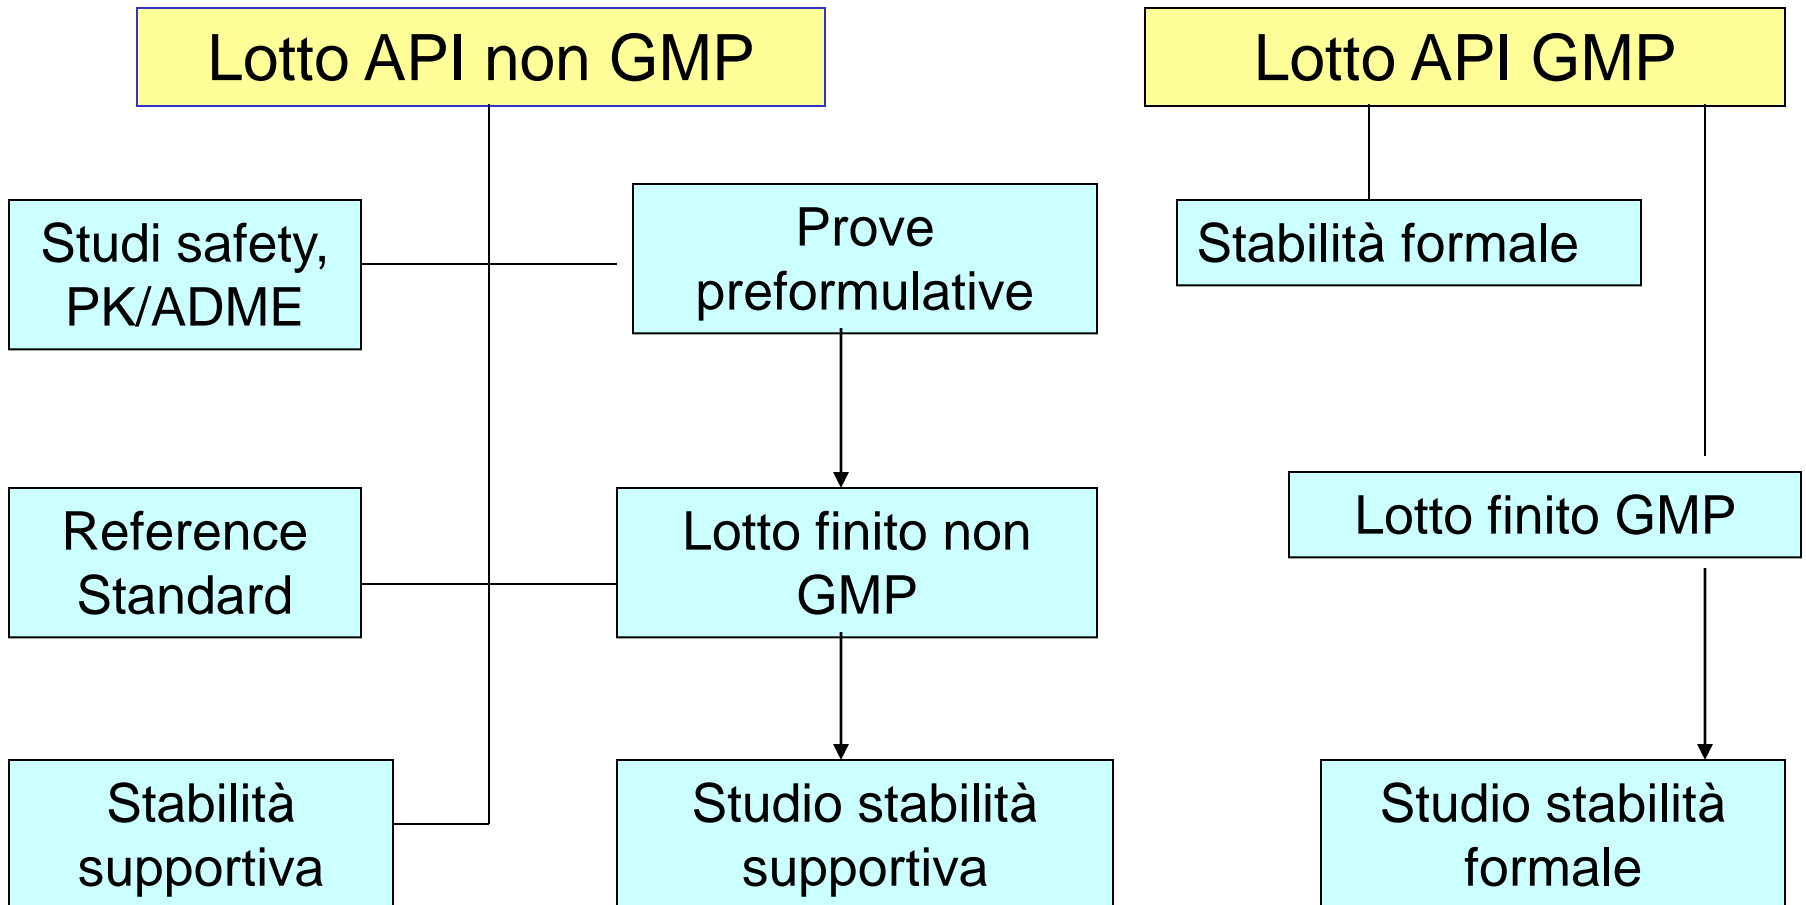 Lotto API non GMP
Lotto API GMP
Studi safety,
PK/ADME
Prove
preformulative
Stabilità formale
Reference
Standard
Lotto finito non
GMP
Lotto finito GMP
Stabilità
supportiva
Studio stabilità
supportiva
Studio stabilità
formale